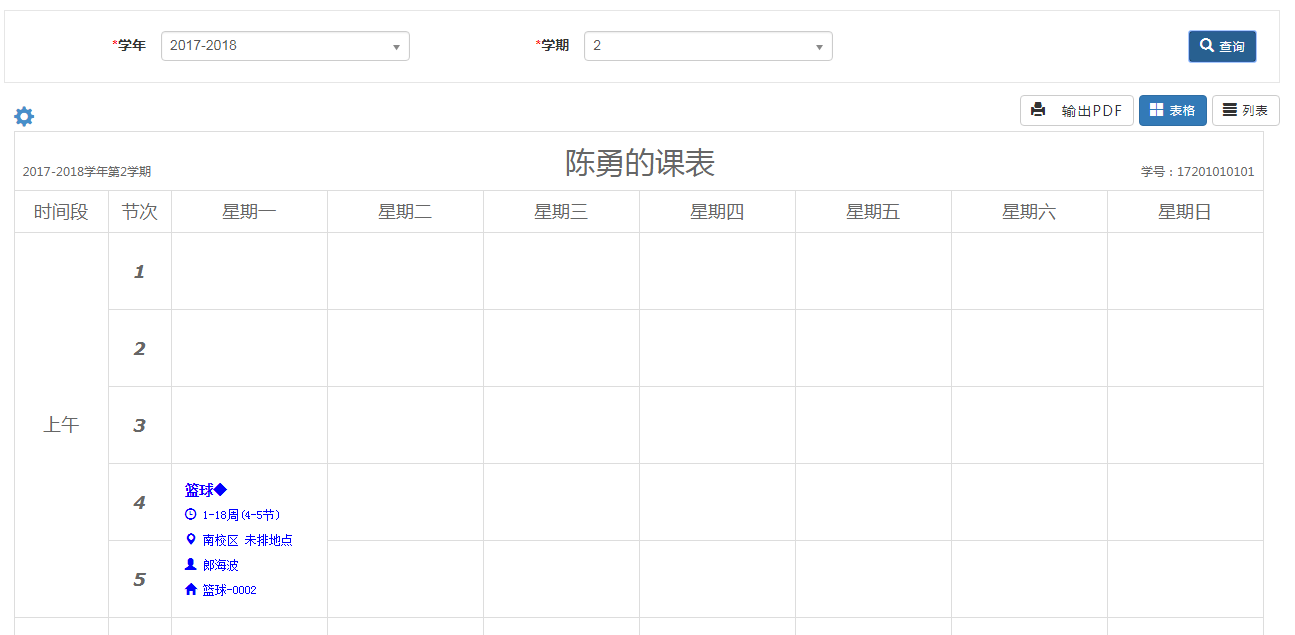 *学年 2017-2018 *学期 2 查询
输出PDF 表格 列表
陈勇的课表
2017-2018学年第2学期 学号：17201010101
时间段 节次 星期一 星期二 星期三 星期四 星期五 星期六 星期日
上午
1
2
3
4
篮球◆
1-18周(4-5节)
南校区 未排地点
郎海波
篮球-0002
5